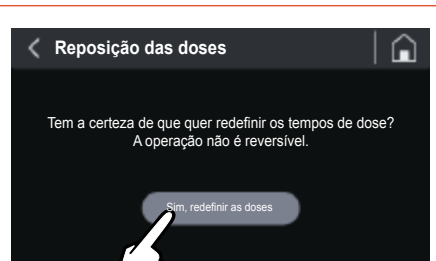 Reposição das doses
Tem a certeza de que quer redefinir os tempos de dose?
A operação não é reversível.
Sim, redefinir as doses